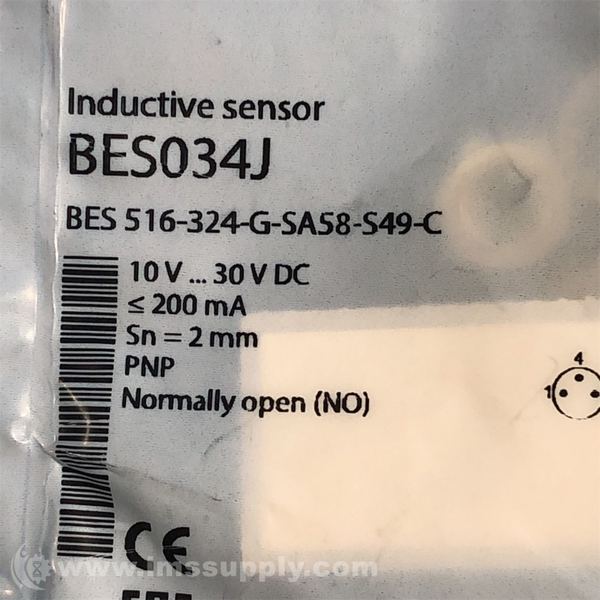 Inductive sensor
BES034J
BES 516-324-G-SA58-S49-C
10 V ... 30 V DC
≤ 200 mA
Sn = 2 mm
PNP
Normally open (NO)
4
1
CE
www.imssupply.com